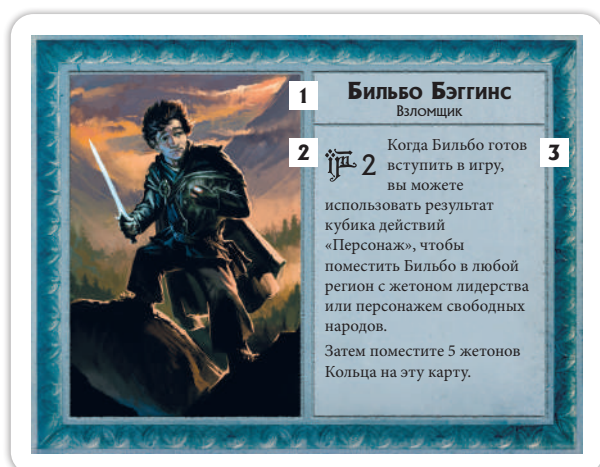 1
Бильбо Бэггинс
Взломщик
2
2
3
Когда Бильбо готов
вступить в игру,
вы можете
использовать результат
кубика действий
«Персонаж», чтобы
поместить Бильбо в любой
регион с жетоном лидерства
или персонажем свободных
народов.
Затем поместите 5 жетонов
Кольца на эту карту.